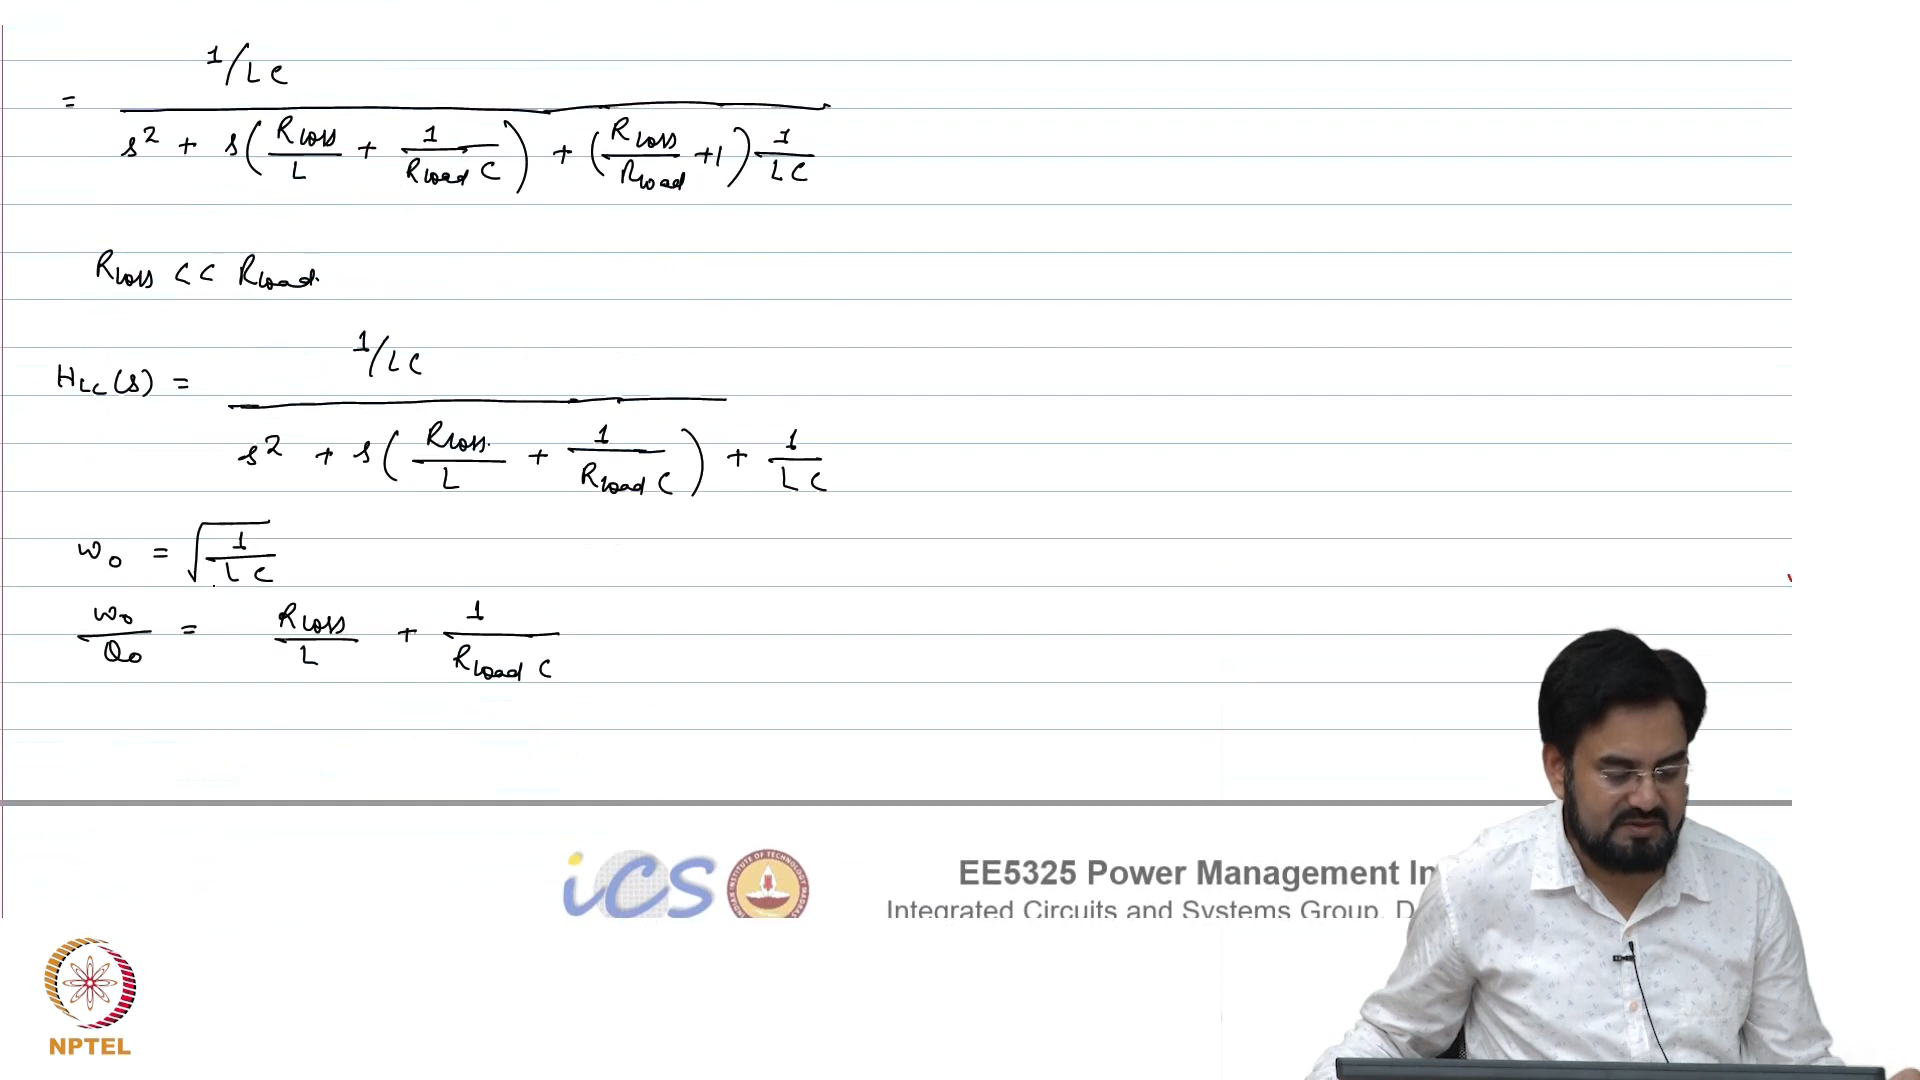 = 1/LC / (s² + s(Rloss/L + 1/(Rload C)) + (Rloss/Rload + 1) 1/LC)
Rloss << Rload.
HLC(s) = 1/LC / (s² + s(Rloss/L + 1/(Rload C)) + 1/LC)
ω₀ = √(1/LC)
ω₀/Q₀ = Rloss/L + 1/(Rload C)
ics
EE5325 Power Management In
Integrated Circuits and Systems Group, D
NPTEL